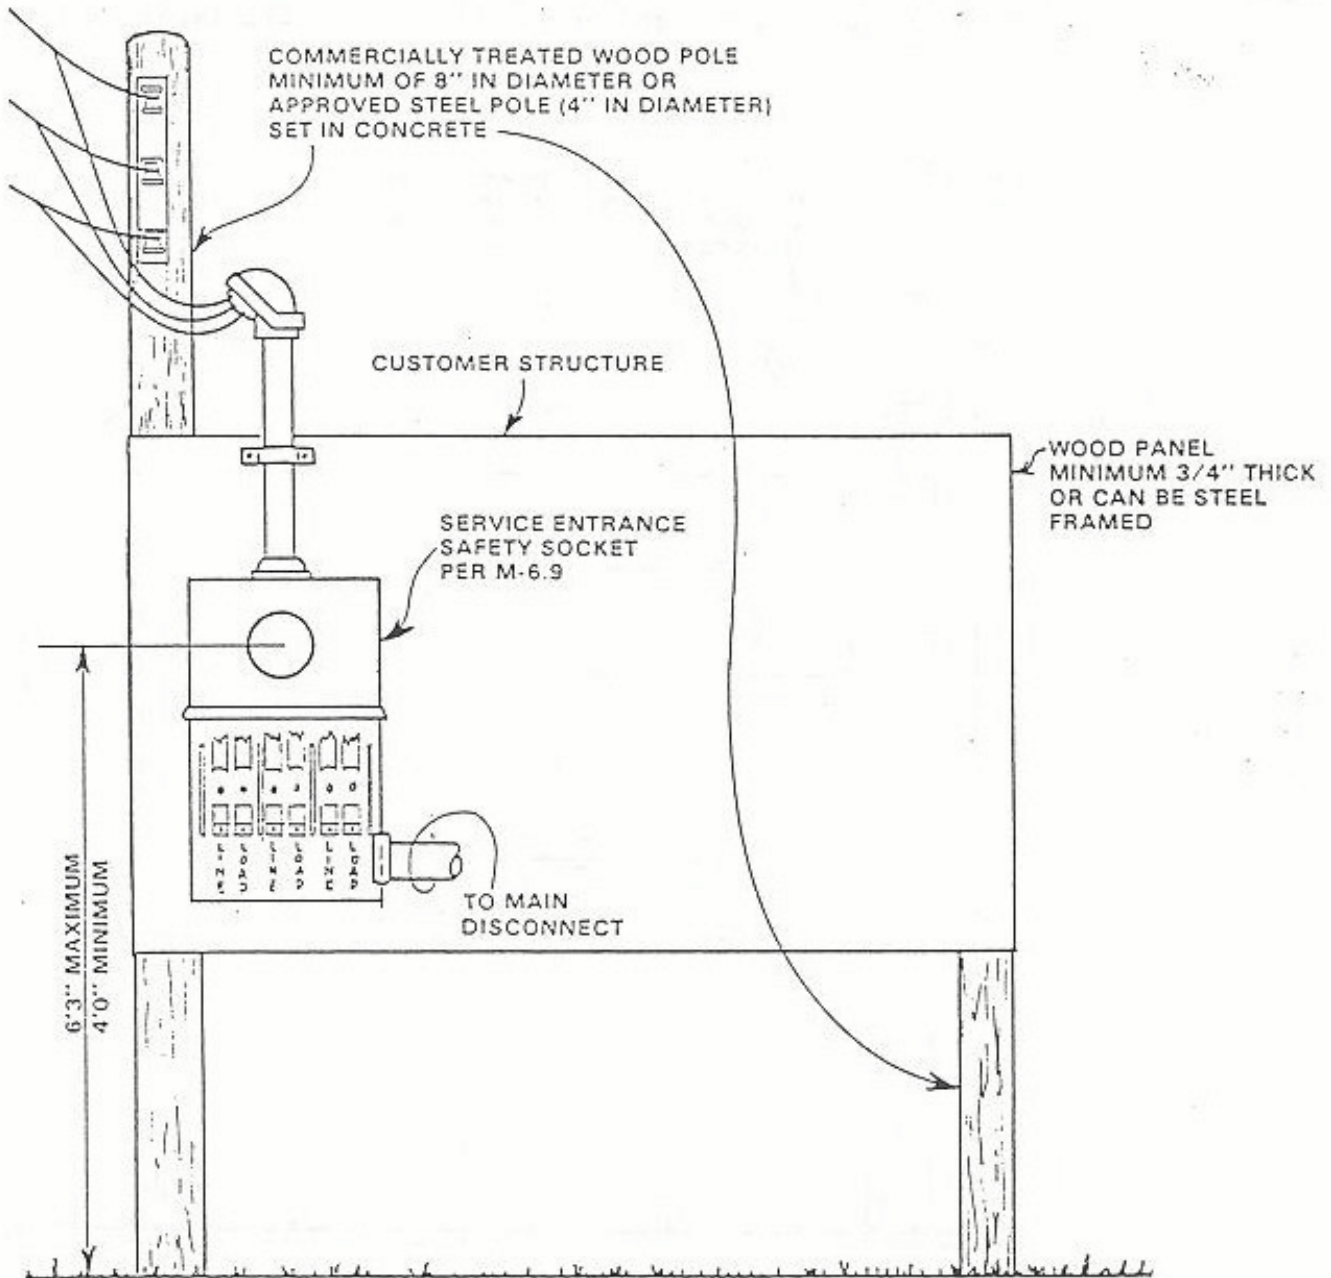 COMMERCIALLY TREATED WOOD POLE
MINIMUM OF 8'' IN DIAMETER OR
APPROVED STEEL POLE (4'' IN DIAMETER)
SET IN CONCRETE
CUSTOMER STRUCTURE
WOOD PANEL
MINIMUM 3/4'' THICK
OR CAN BE STEEL
FRAMED
SERVICE ENTRANCE
SAFETY SOCKET
PER M-6.9
LINE
LOAD
LINE
LOAD
LINE
LOAD
TO MAIN
DISCONNECT
6'3'' MAXIMUM
4'0'' MINIMUM